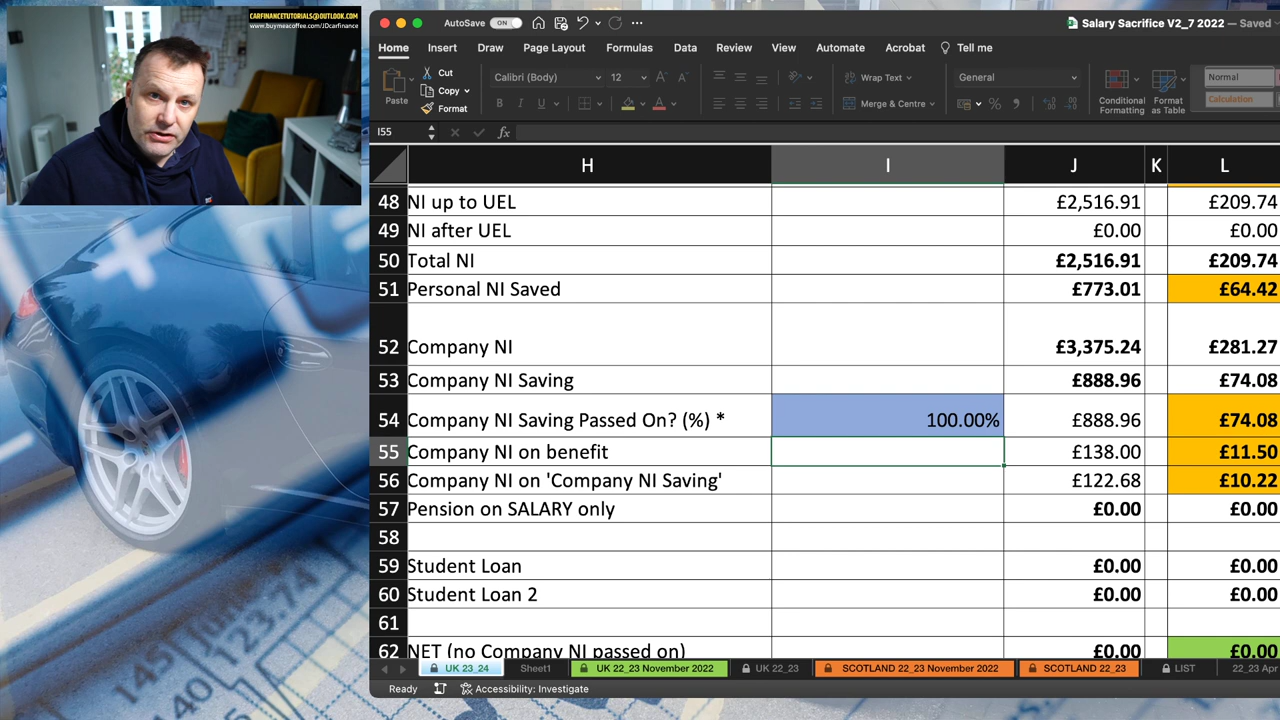 CARFINANCETUTORIALS@OUTLOOK.COM
www.buymeacoffee.com/JDcarfinance
AutoSave ON
Salary Sacrifice V2_7 2022 — Saved
Home Insert Draw Page Layout Formulas Data Review View Automate Acrobat Tell me
Paste
Cut
Copy
Format
Calibri (Body) 12
Wrap Text
Merge & Centre
General
Conditional Formatting
Format as Table
Normal
Calculation
I55 fx
H I J K L
48 NI up to UEL £2,516.91 £209.74
49 NI after UEL £0.00 £0.00
50 Total NI £2,516.91 £209.74
51 Personal NI Saved £773.01 £64.42
52 Company NI £3,375.24 £281.27
53 Company NI Saving £888.96 £74.08
54 Company NI Saving Passed On? (%) * 100.00% £888.96 £74.08
55 Company NI on benefit £138.00 £11.50
56 Company NI on 'Company NI Saving' £122.68 £10.22
57 Pension on SALARY only £0.00 £0.00
58
59 Student Loan £0.00 £0.00
60 Student Loan 2 £0.00 £0.00
61
62 NET (no Company NI passed on) £0.00 £0.00
UK 23_24 Sheet1 UK 22_23 November 2022 UK 22_23 SCOTLAND 22_23 November 2022 SCOTLAND 22_23 LIST 22_23 Apr
Ready Accessibility: Investigate